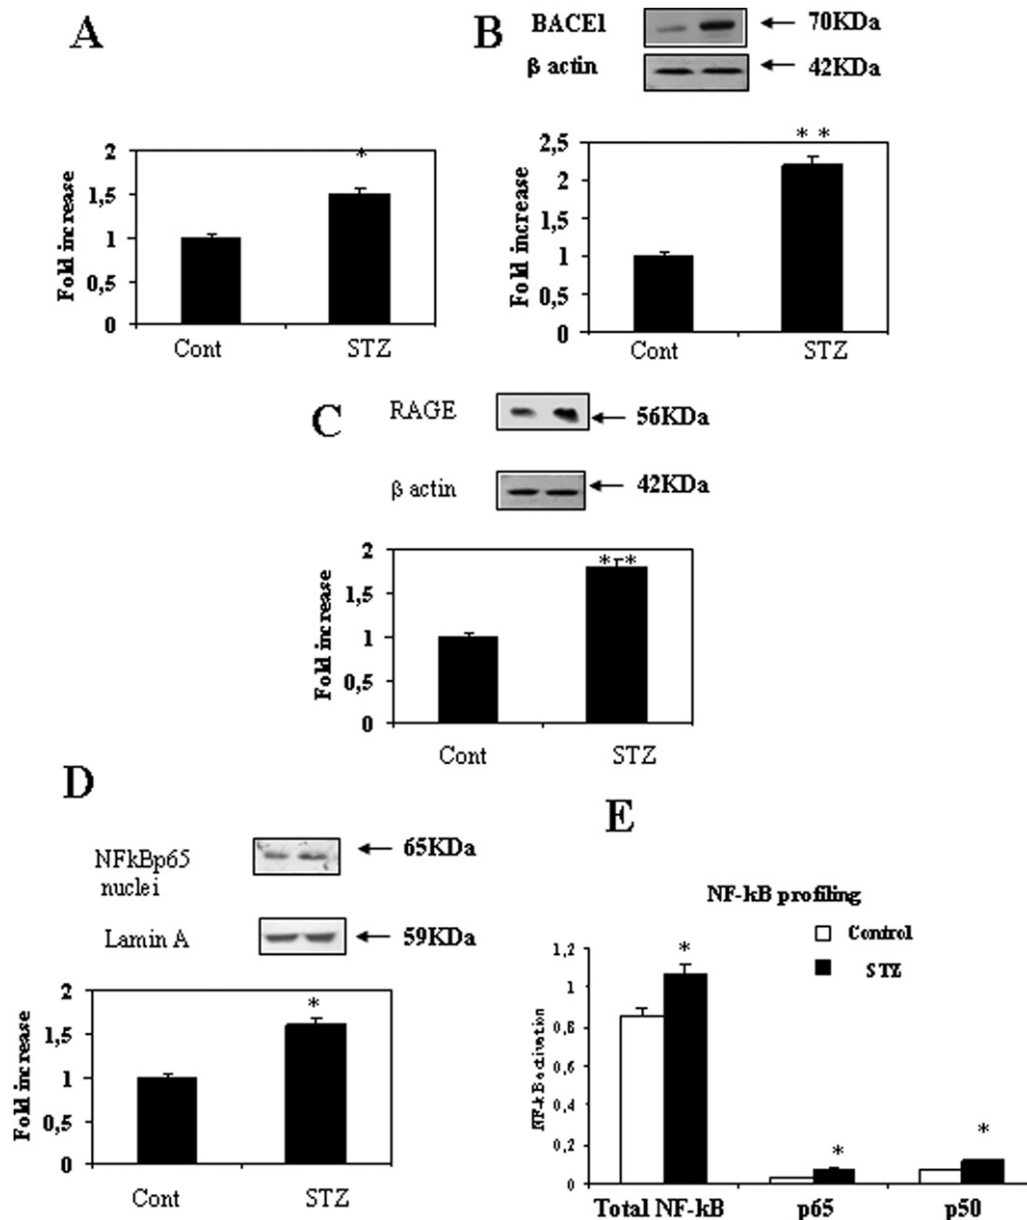 A
Fold increase
2
1,5
1
0,5
0
*
Cont STZ
B
BACE1 70KDa
β actin 42KDa
Fold increase
2,5
2
1,5
1
0,5
0
* *
Cont STZ
C
RAGE 56KDa
β actin 42KDa
Fold increase
2
1,5
1
0,5
0
* *
Cont STZ
D
NFkBp65 65KDa
nuclei
Lamin A 59KDa
Fold increase
2
1,5
1
0,5
0
*
Cont STZ
E
NF-kB profiling
Control
STZ
NF-kB activation
1,2
1
0,8
0,6
0,4
0,2
0
* * *
Total NF-kB p65 p50